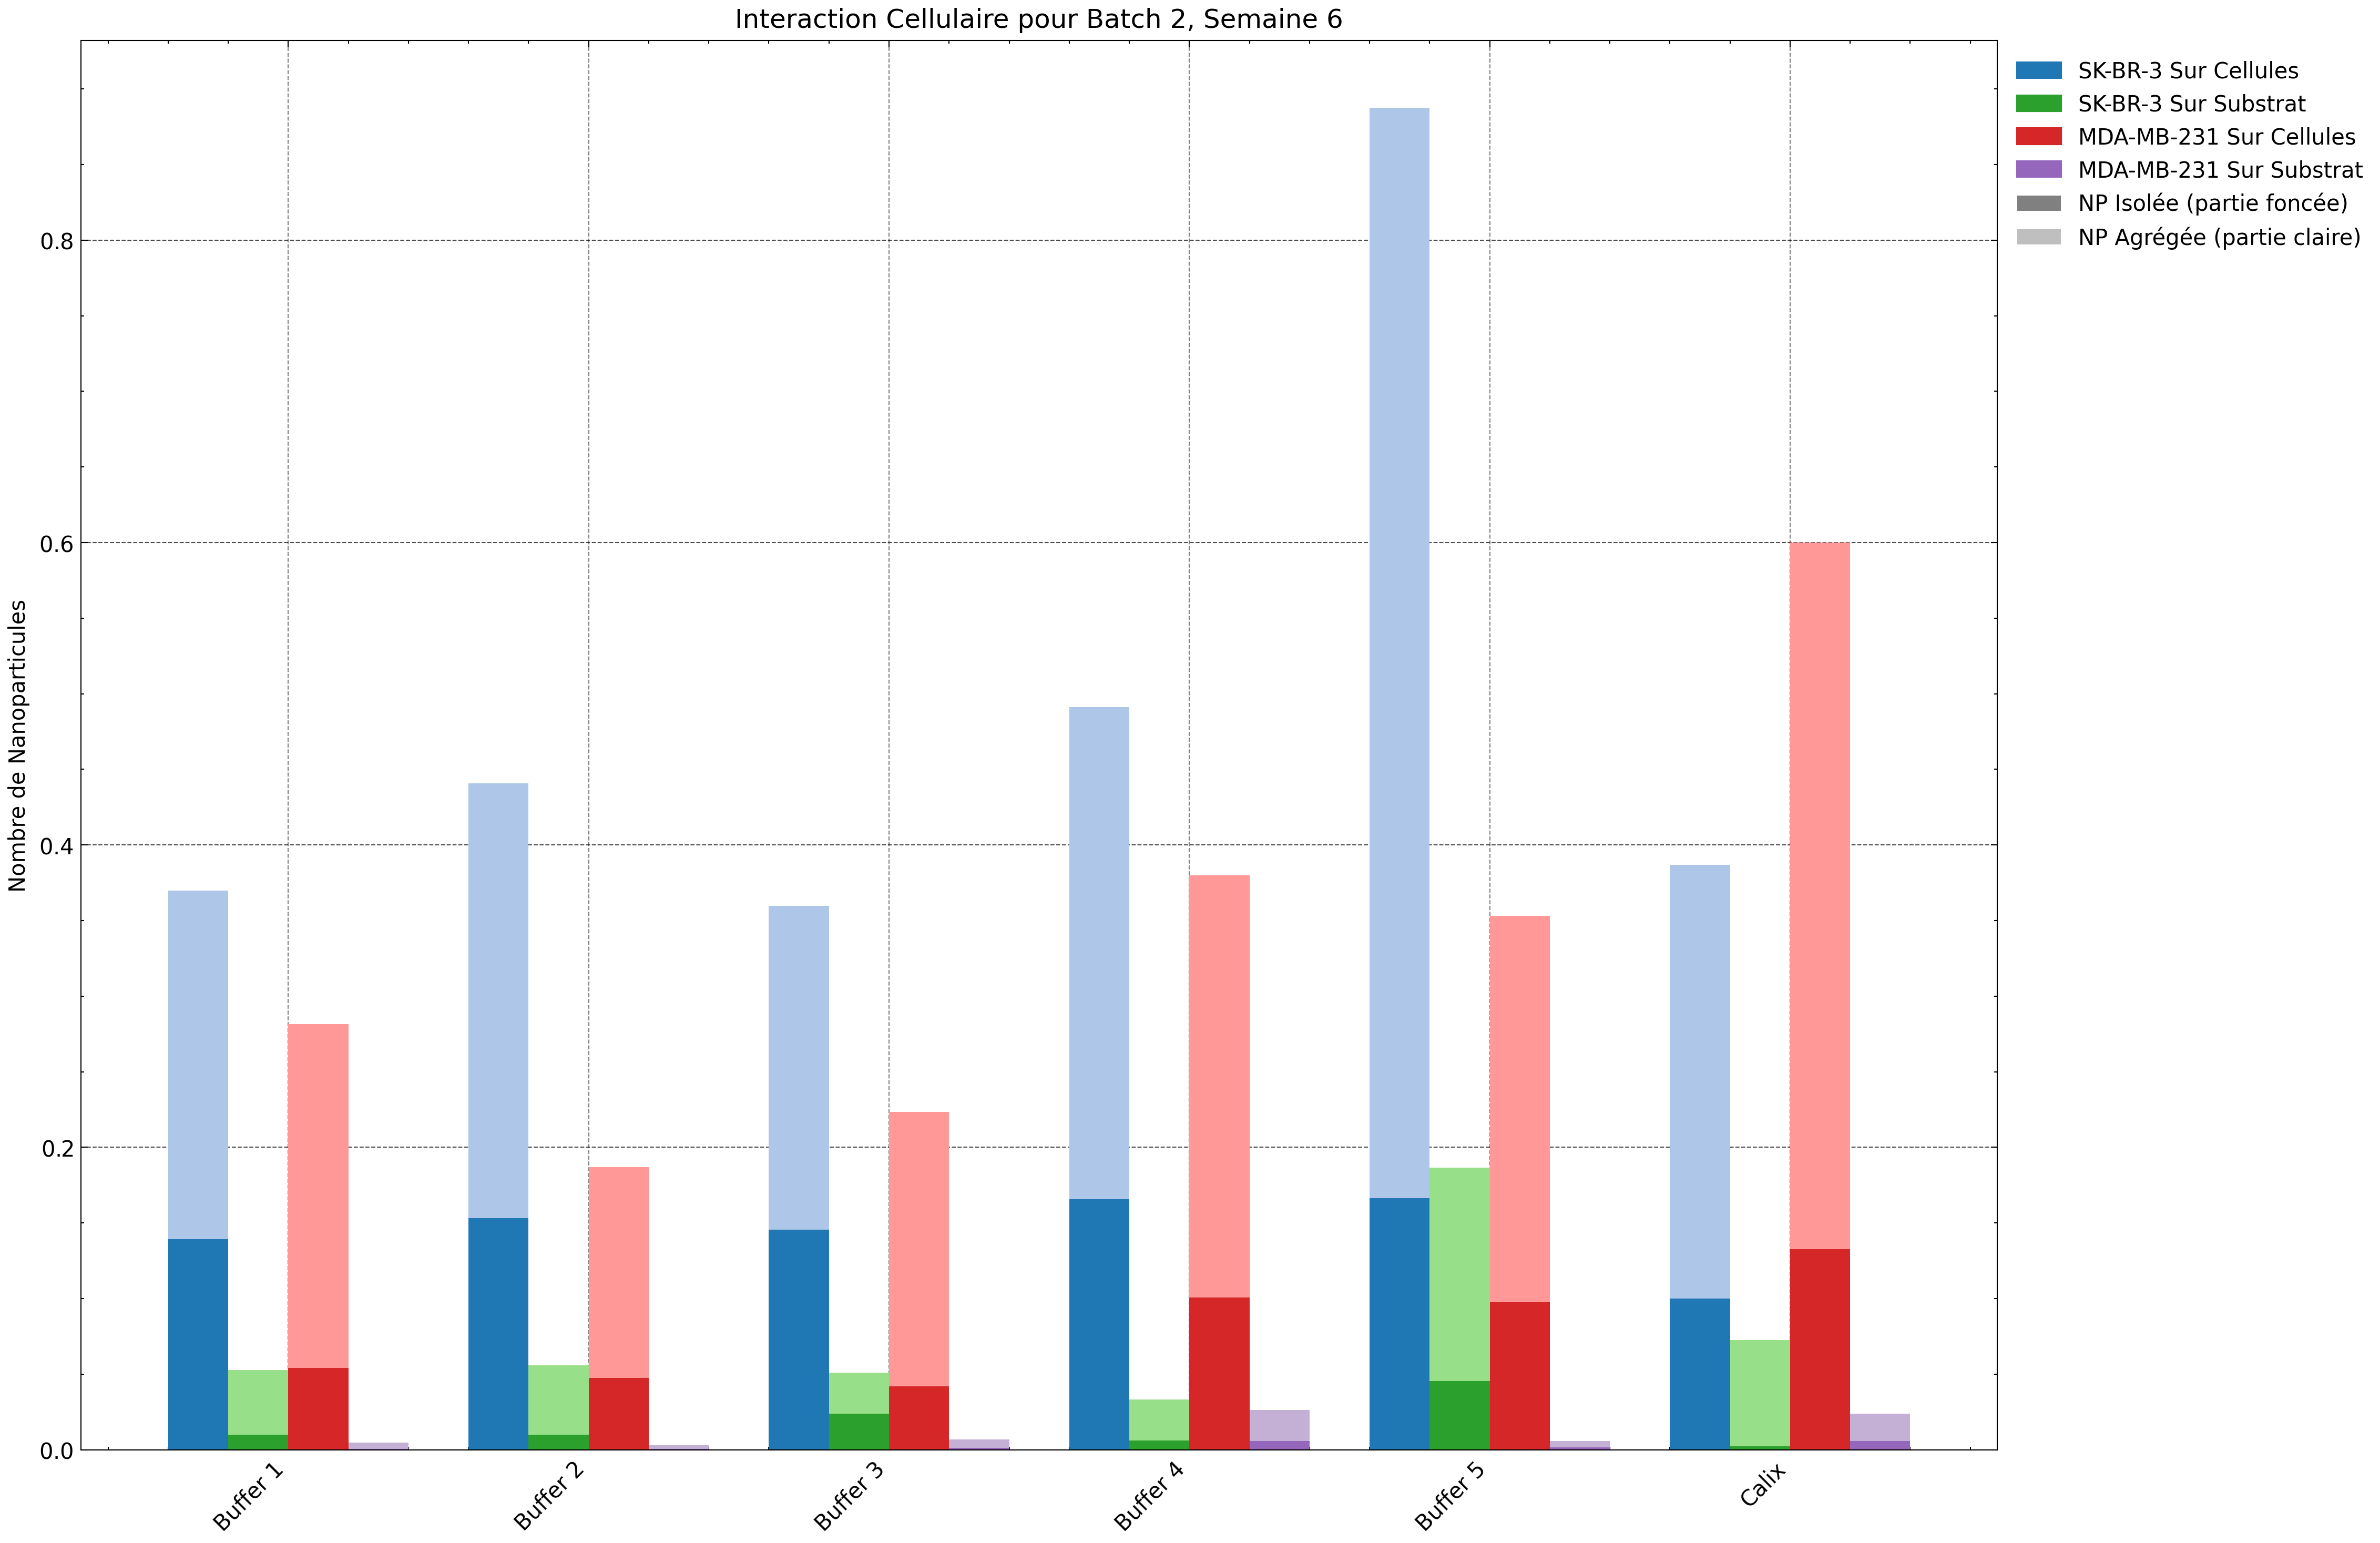 Interaction Cellulaire pour Batch 2, Semaine 6
SK-BR-3 Sur Cellules
SK-BR-3 Sur Substrat
MDA-MB-231 Sur Cellules
MDA-MB-231 Sur Substrat
NP Isolée (partie foncée)
NP Agrégée (partie claire)
Nombre de Nanoparticules
0.8
0.6
0.4
0.2
0.0
Buffer 1
Buffer 2
Buffer 3
Buffer 4
Buffer 5
Calix